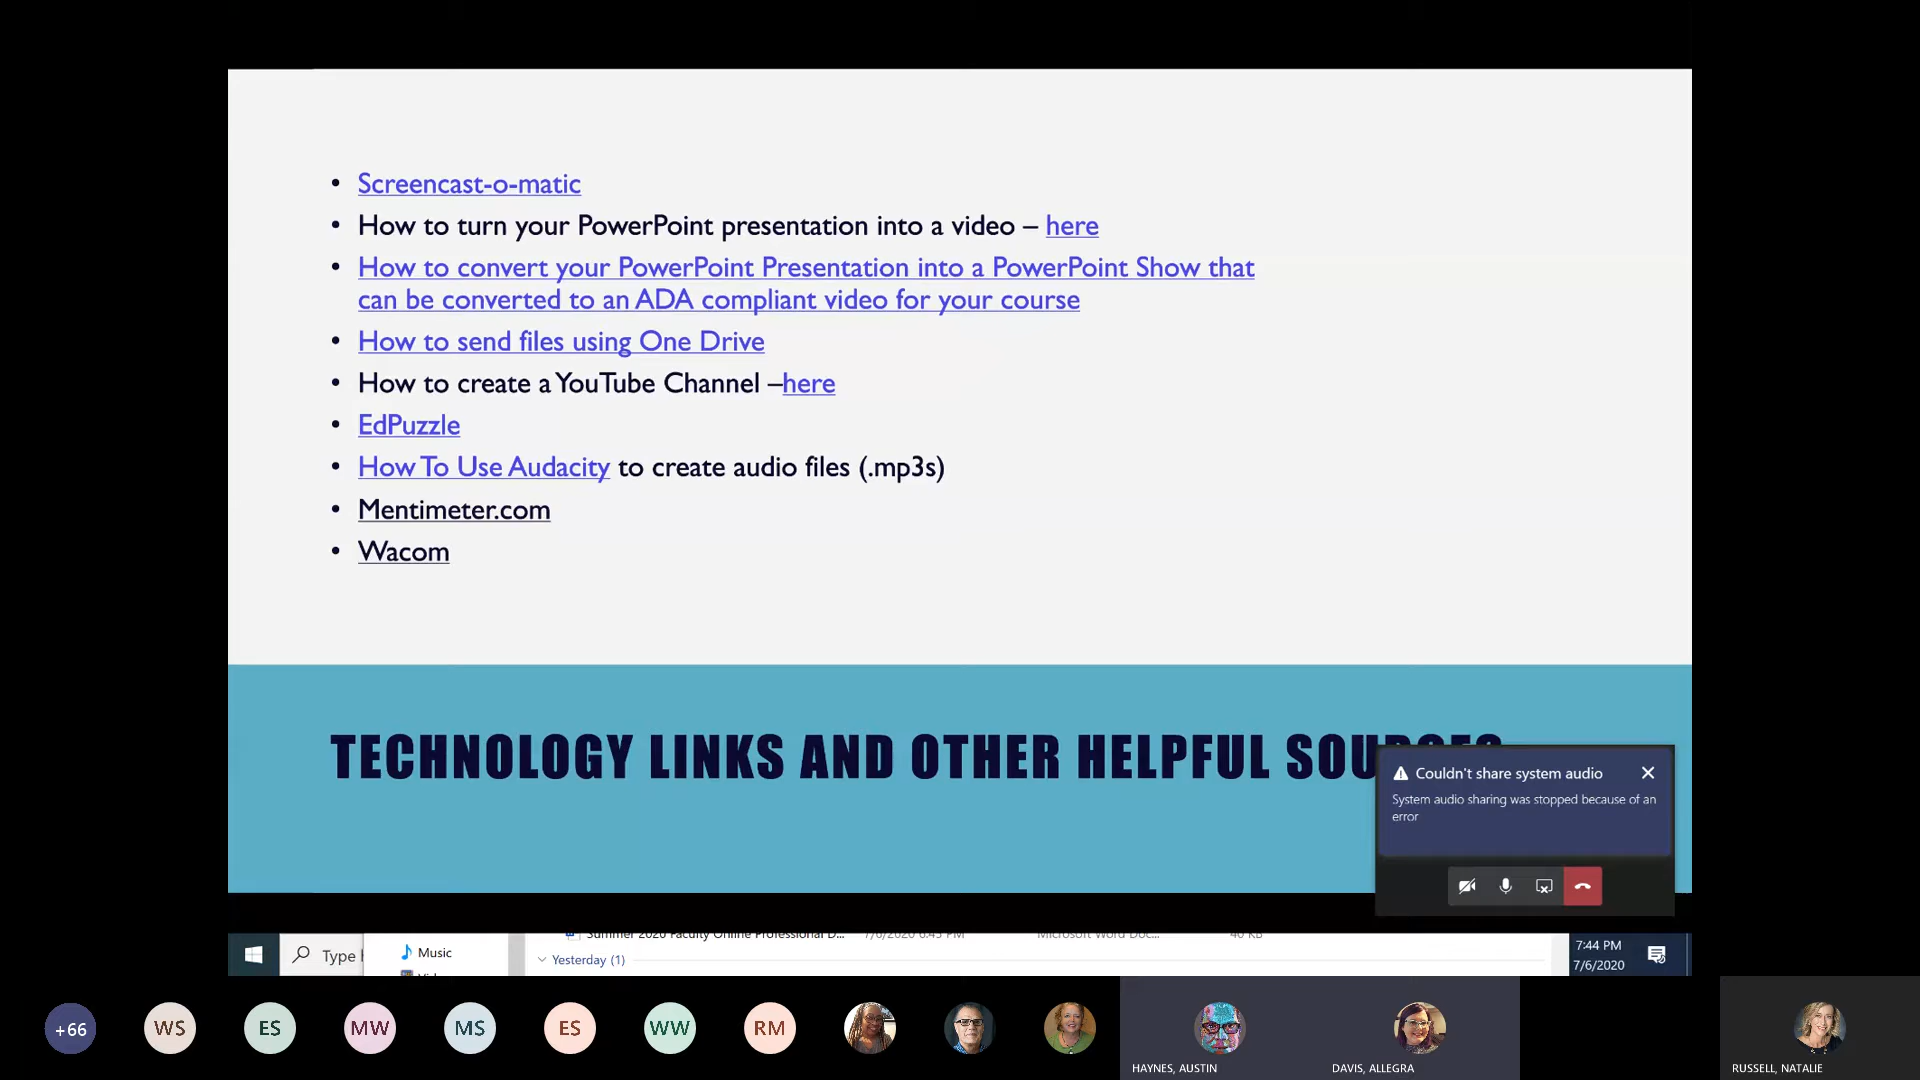 Screencast-o-matic
How to turn your PowerPoint presentation into a video – here
How to convert your PowerPoint Presentation into a PowerPoint Show that
can be converted to an ADA compliant video for your course
How to send files using One Drive
How to create a YouTube Channel –here
EdPuzzle
How To Use Audacity to create audio files (.mp3s)
Mentimeter.com
Wacom
TECHNOLOGY LINKS AND OTHER HELPFUL SOURCES
Couldn't share system audio
System audio sharing was stopped because of an
error
Summer 2020 Faculty Online Professional D... 7/6/2020 6:45 PM Microsoft Word Doc... 40 KB
Type
Music
Yesterday (1)
7:44 PM
7/6/2020
+66 WS ES MW MS ES WW RM
HAYNES, AUSTIN
DAVIS, ALLEGRA
RUSSELL, NATALIE